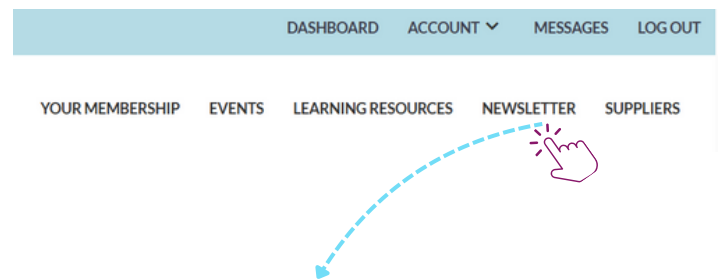 DASHBOARD ACCOUNT MESSAGES LOG OUT
YOUR MEMBERSHIP EVENTS LEARNING RESOURCES NEWSLETTER SUPPLIERS